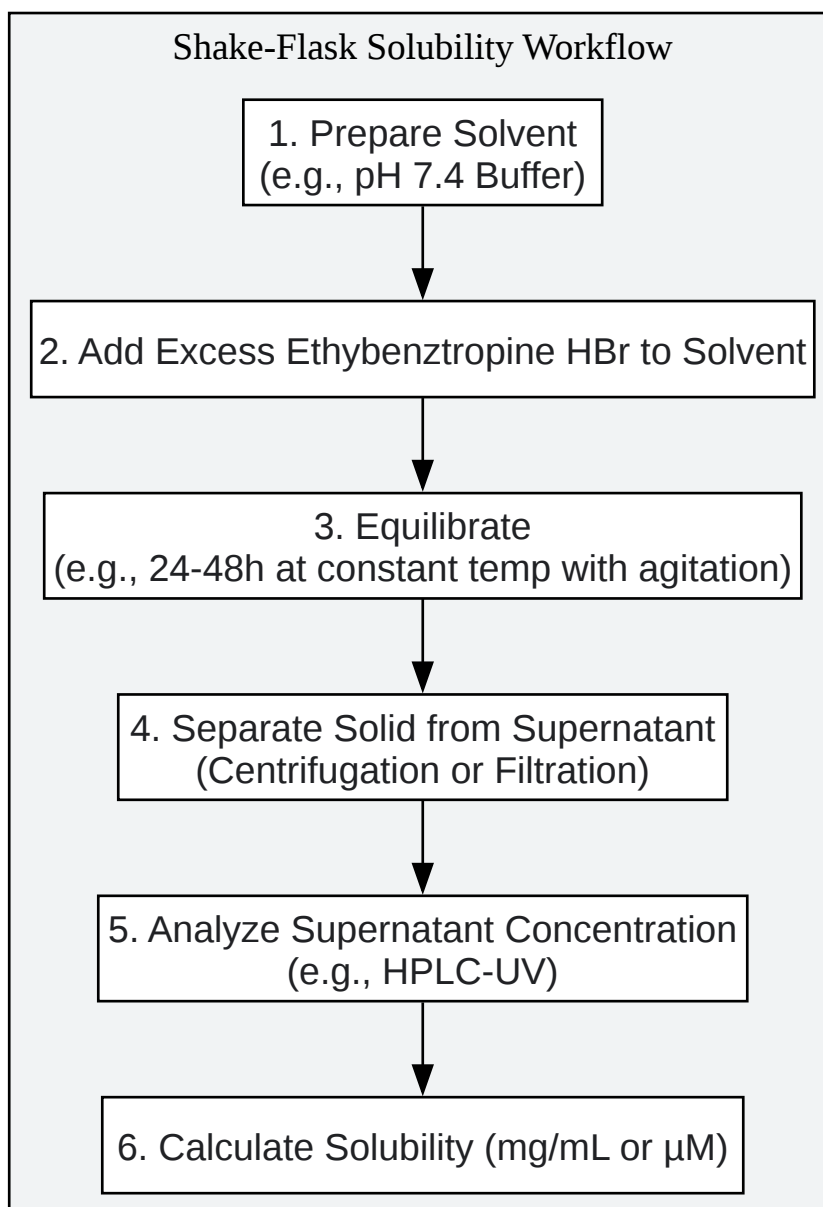 Shake-Flask Solubility Workflow
1. Prepare Solvent
(e.g., pH 7.4 Buffer)
2. Add Excess Ethybenztropine HBr to Solvent
3. Equilibrate
(e.g., 24-48h at constant temp with agitation)
4. Separate Solid from Supernatant
(Centrifugation or Filtration)
5. Analyze Supernatant Concentration
(e.g., HPLC-UV)
6. Calculate Solubility (mg/mL or µM)